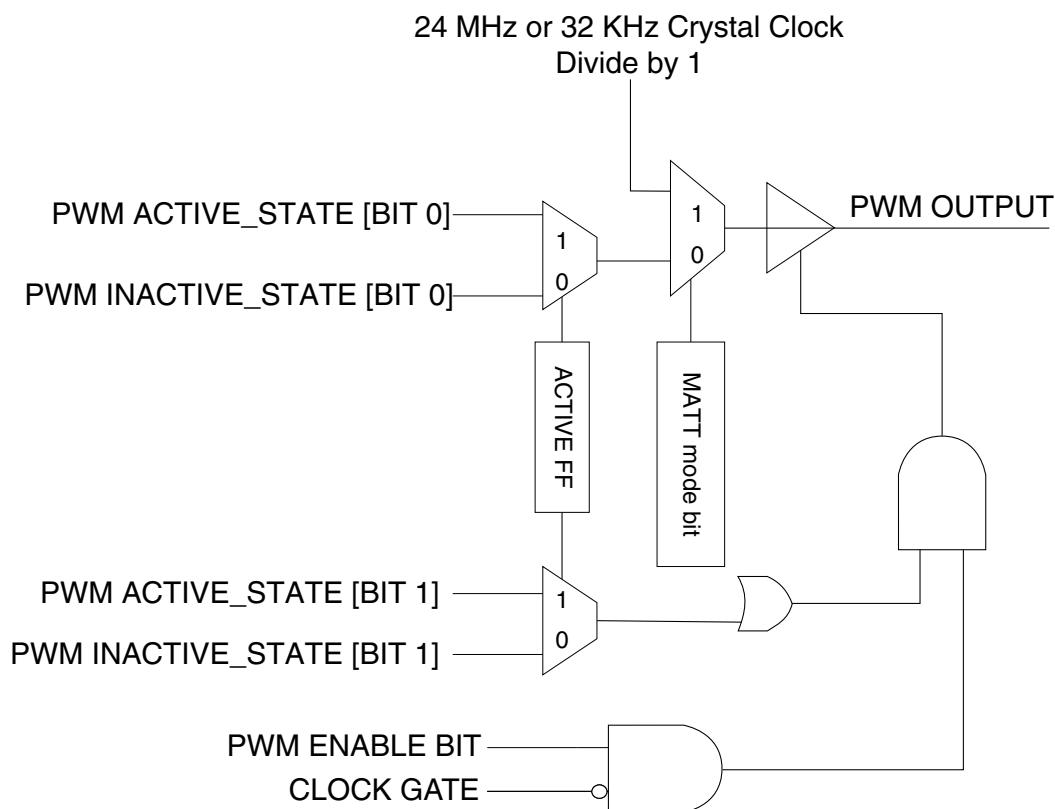 24 MHz or 32 KHz Crystal Clock
Divide by 1
PWM ACTIVE_STATE [BIT 0]
1
0
PWM INACTIVE_STATE [BIT 0]
1
0
PWM OUTPUT
ACTIVE FF
MATT mode bit
PWM ACTIVE_STATE [BIT 1]
1
0
PWM INACTIVE_STATE [BIT 1]
PWM ENABLE BIT
CLOCK GATE